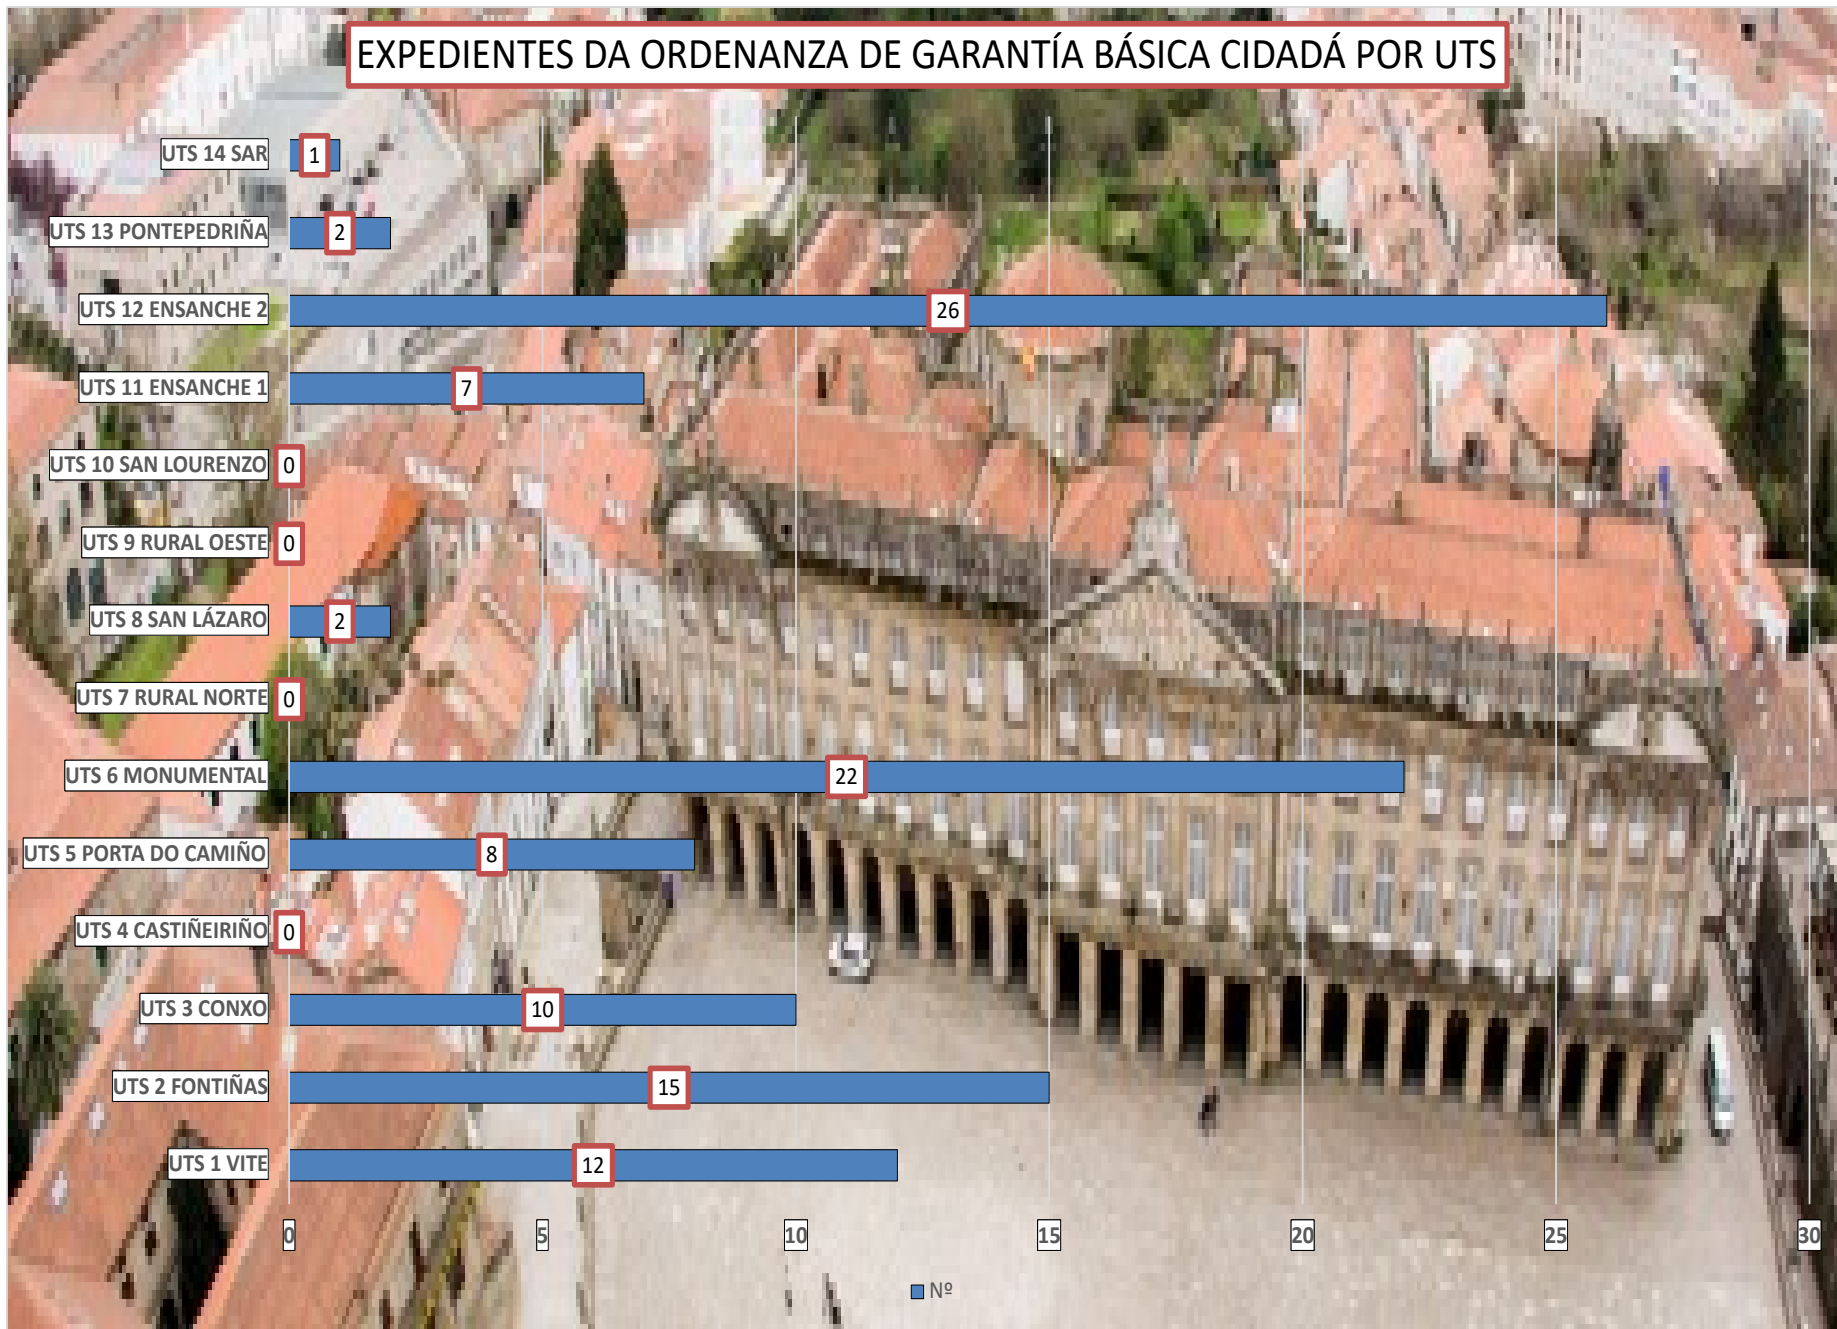 EXPEDIENTES DA ORDENANZA DE GARANTÍA BÁSICA CIDADÁ POR UTS
UTS 14 SAR 1
UTS 13 PONTEPEDRIÑA 2
UTS 12 ENSANCHE 2 26
UTS 11 ENSANCHE 1 7
UTS 10 SAN LOURENZO 0
UTS 9 RURAL OESTE 0
UTS 8 SAN LÁZARO 2
UTS 7 RURAL NORTE 0
UTS 6 MONUMENTAL 22
UTS 5 PORTA DO CAMIÑO 8
UTS 4 CASTIÑEIRIÑO 0
UTS 3 CONXO 10
UTS 2 FONTIÑAS 15
UTS 1 VITE 12
0 5 10 15 20 25 30
Nº